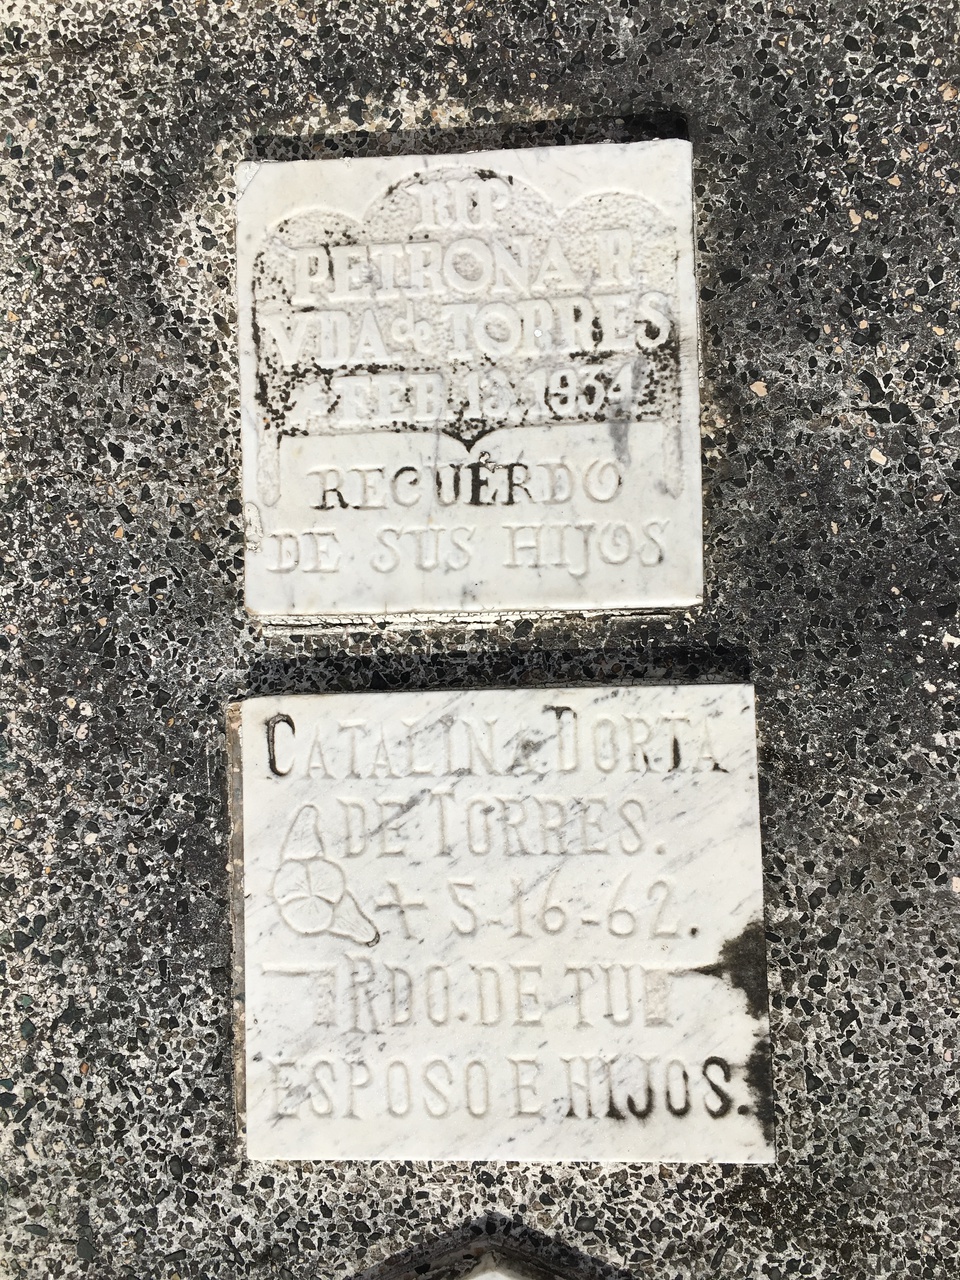 RIP
PETRONA R.
VDA de TORRES
FEB. 13, 1934
RECUERDO
DE SUS HIJOS
CATALINA DORTA
DE TORRES.
✝ 5-16-62.
RDO. DE TU
ESPOSO E HIJOS.